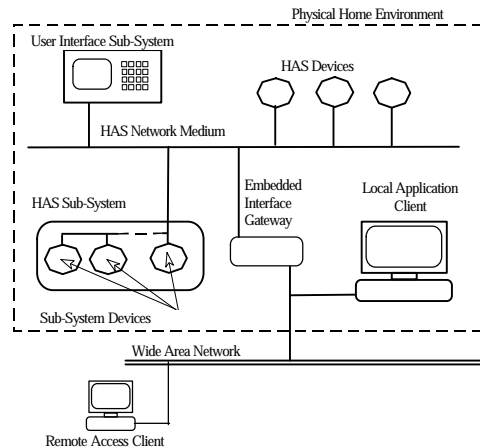 Physical Home Environment
User Interface Sub-System
HAS Devices
HAS Network Medium
Embedded
Interface
Gateway
Local Application
Client
HAS Sub-System
Sub-System Devices
Wide Area Network
Remote Access Client